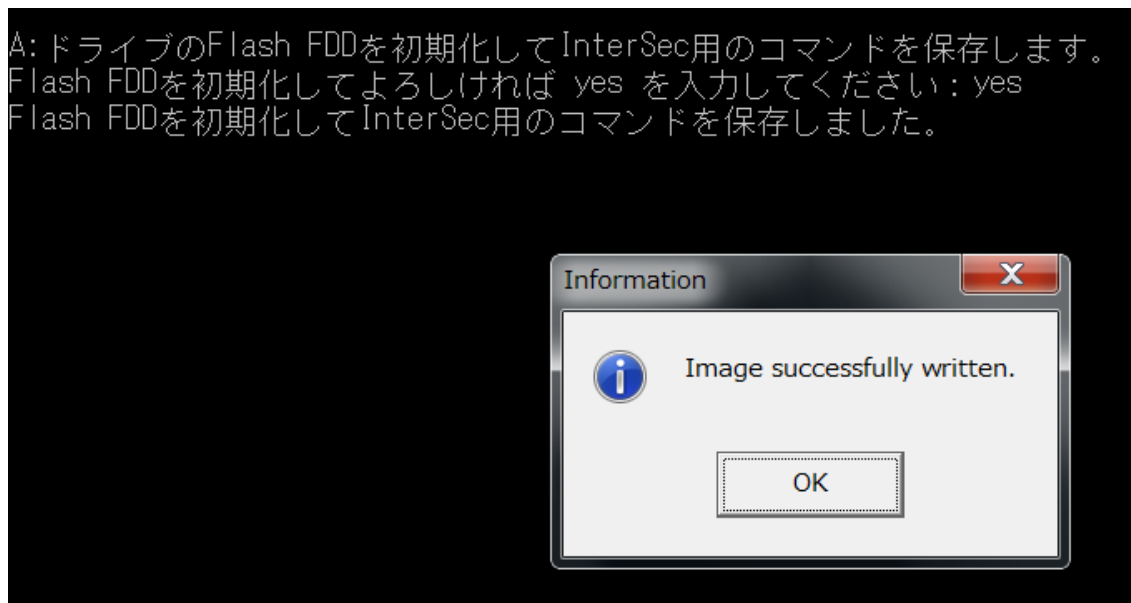 A:ドライブのFlash FDDを初期化してInterSec用のコマンドを保存します。
Flash FDDを初期化してよろしければ yes を入力してください：yes
Flash FDDを初期化してInterSec用のコマンドを保存しました。
Information
Image successfully written.
OK